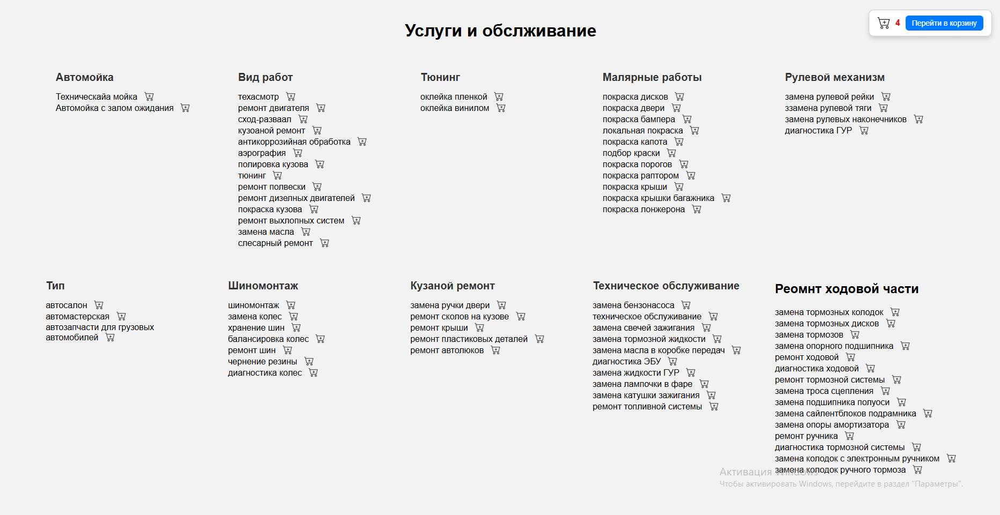 4 Перейти в корзину
Услуги и обслживание
Автомойка
Техническайа мойка
Автомойка с залом ожидания
Вид работ
техасмотр
ремонт двигателя
сход-разваал
кузоаной ремонт
антикоррозийная обработка
аэрография
полировка кузова
тюнинг
ремонт полвески
ремонт дизелных двигателей
покраска кузова
ремонт выхлопных систем
замена масла
слесарный ремонт
Тюнинг
оклейка пленкой
оклейка винилом
Малярные работы
покраска дисков
покраска двери
покраска бампера
локальная покраска
покраска капота
подбор краски
покраска порогов
покраска раптором
покраска крыши
покраска крышки багажника
покраска лонжерона
Рулевой механизм
замена рулевой рейки
ззамена рулевой тяги
замена рулевых наконечников
диагностика ГУР
Тип
автосалон
автомастерская
автозапчасти для грузовых
автомобилей
Шиномонтаж
шиномонтаж
замена колес
хранение шин
балансировка колес
ремонт шин
чернение резины
диагностика колес
Кузаной ремонт
замена ручки двери
ремонт сколов на кузове
ремонт крыши
ремонт пластиковых деталей
ремонт автолюков
Техническое обслуживание
замена бензонасоса
техническое обслуживание
замена свечей зажигания
замена тормозной жидкости
замена масла в коробке передач
диагностика ЭБУ
замена жидкости ГУР
замена лампочки в фаре
замена катушки зажигания
ремонт топливной системы
Реомнт ходовой части
замена тормозных колодок
замена тормозных дисков
замена тормозов
замена опорного подшипника
ремонт ходовой
диагностика ходовой
ремонт тормозной системы
замена троса сцепления
замена подшипника полуоси
замена сайлентблоков подрамника
замена опоры амортизатора
ремонт ручника
диагностика тормозной системы
замена колодок с электронным ручником
замена колодок ручного тормоза
Активация Windows
Чтобы активировать Windows, перейдите в раздел "Параметры".